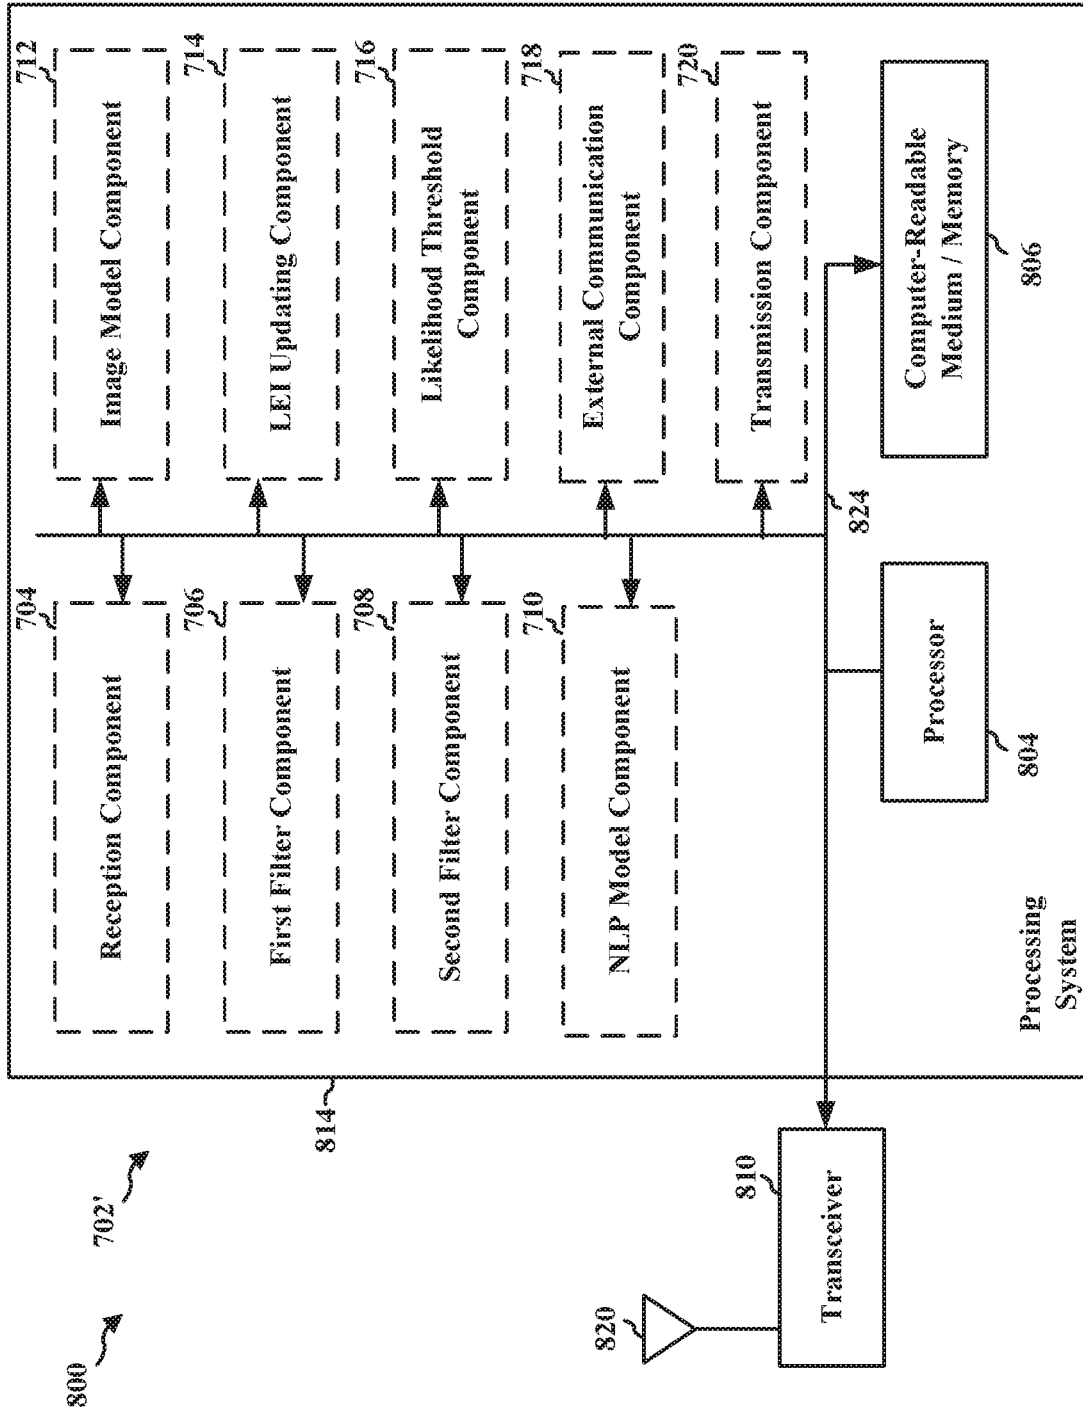 800
702'
814
704
Reception Component
712
Image Model Component
706
First Filter Component
714
LEI Updating Component
708
Second Filter Component
716
Likelihood Threshold
Component
710
NLP Model Component
718
External Communication
Component
720
Transmission Component
824
820
810
Transceiver
Processor
804
Computer-Readable
Medium / Memory
806
Processing
System